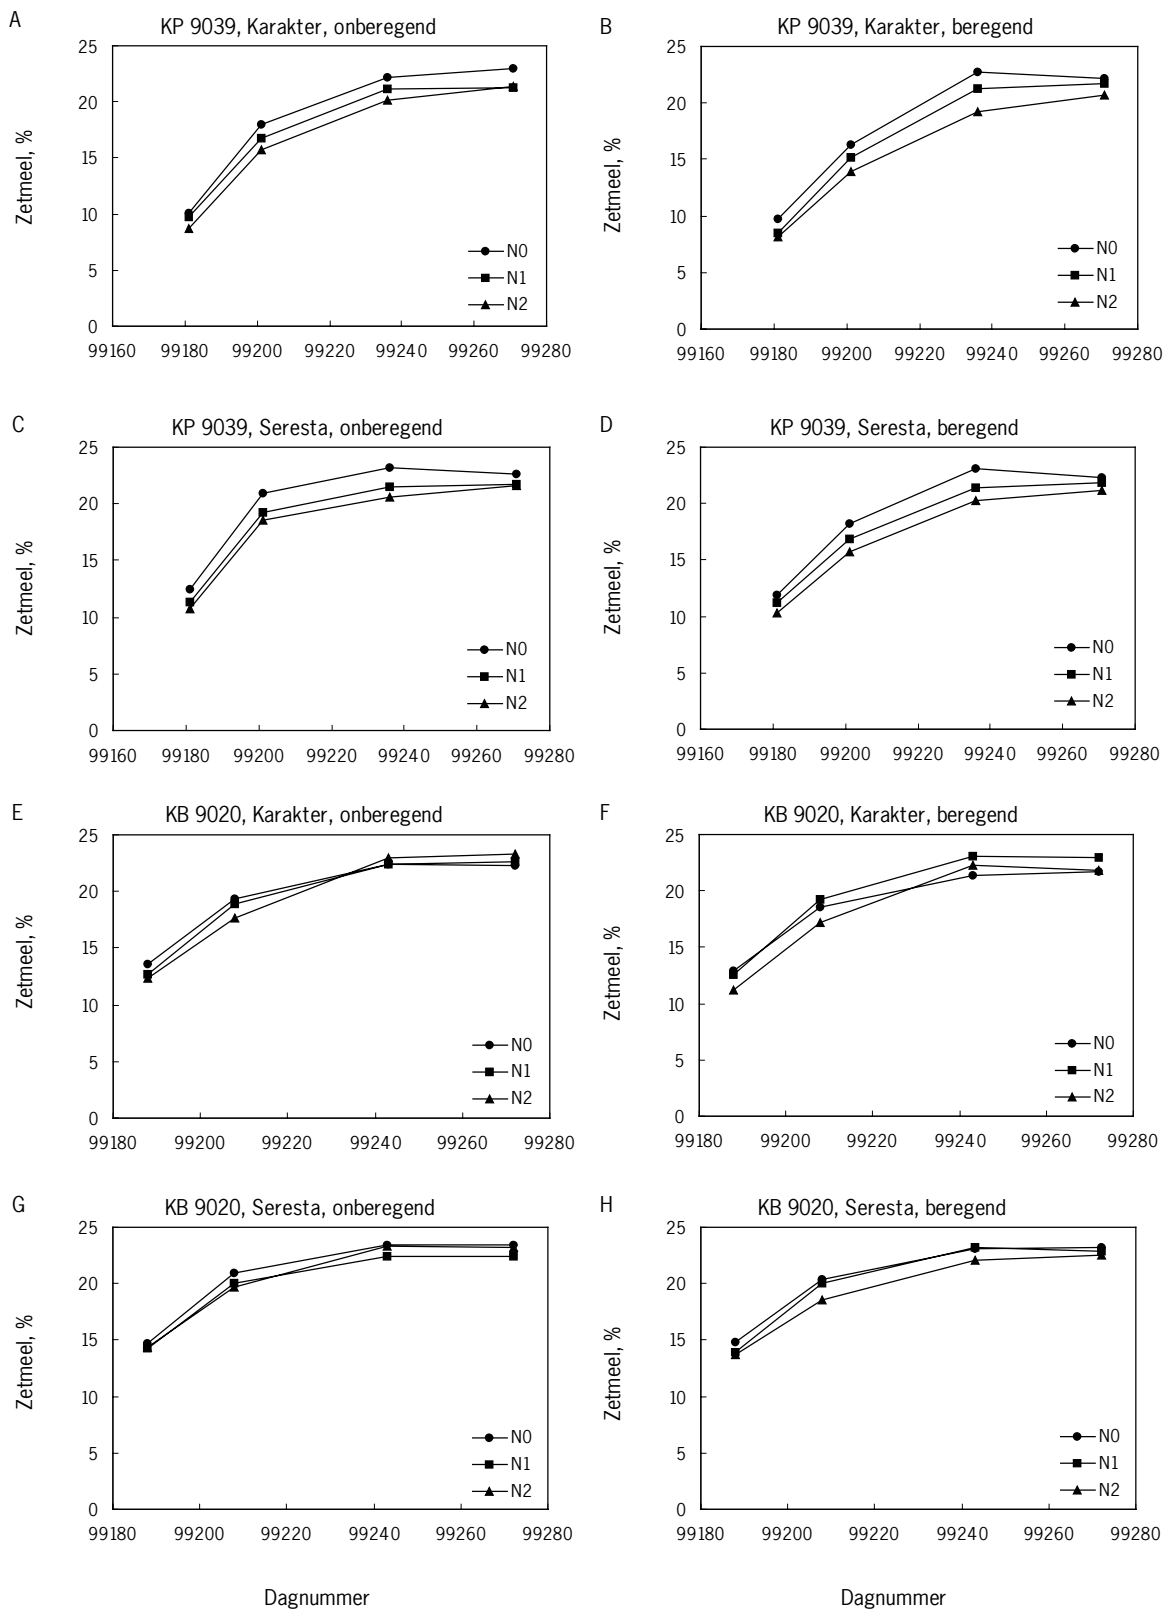 A
KP 9039, Karakter, onberegend
25
20
15
10
5
0
Zetmeel, %
N0
N1
N2
99160 99180 99200 99220 99240 99260 99280
B
KP 9039, Karakter, beregend
25
20
15
10
5
0
Zetmeel, %
N0
N1
N2
99160 99180 99200 99220 99240 99260 99280
C
KP 9039, Seresta, onberegend
25
20
15
10
5
0
Zetmeel, %
N0
N1
N2
99160 99180 99200 99220 99240 99260 99280
D
KP 9039, Seresta, beregend
25
20
15
10
5
0
Zetmeel, %
N0
N1
N2
99160 99180 99200 99220 99240 99260 99280
E
KB 9020, Karakter, onberegend
25
20
15
10
5
0
Zetmeel, %
N0
N1
N2
99180 99200 99220 99240 99260 99280
F
KB 9020, Karakter, beregend
25
20
15
10
5
0
Zetmeel, %
N0
N1
N2
99180 99200 99220 99240 99260 99280
G
KB 9020, Seresta, onberegend
25
20
15
10
5
0
Zetmeel, %
N0
N1
N2
99180 99200 99220 99240 99260 99280
Dagnummer
H
KB 9020, Seresta, beregend
25
20
15
10
5
0
Zetmeel, %
N0
N1
N2
99180 99200 99220 99240 99260 99280
Dagnummer